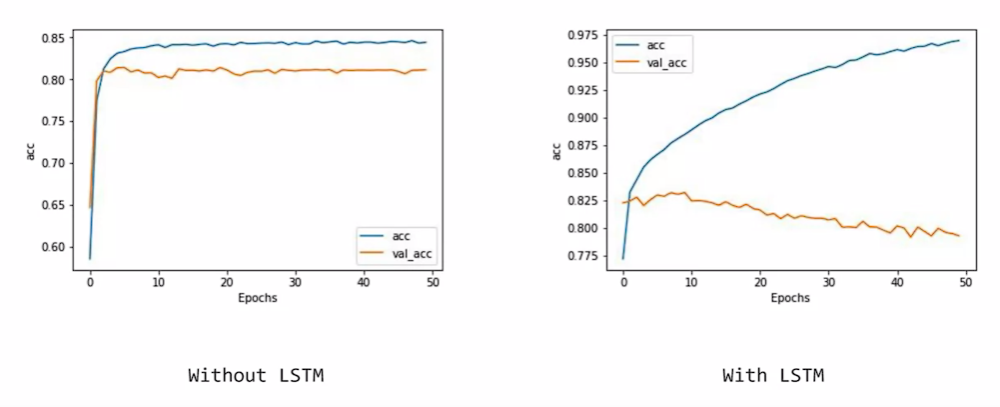 0.85
0.80
0.75
0.70
0.65
0.60
acc
acc
val_acc
0 10 20 30 40 50
Epochs
Without LSTM
0.975
0.950
0.925
0.900
0.875
0.850
0.825
0.800
0.775
acc
acc
val_acc
0 10 20 30 40 50
Epochs
With LSTM